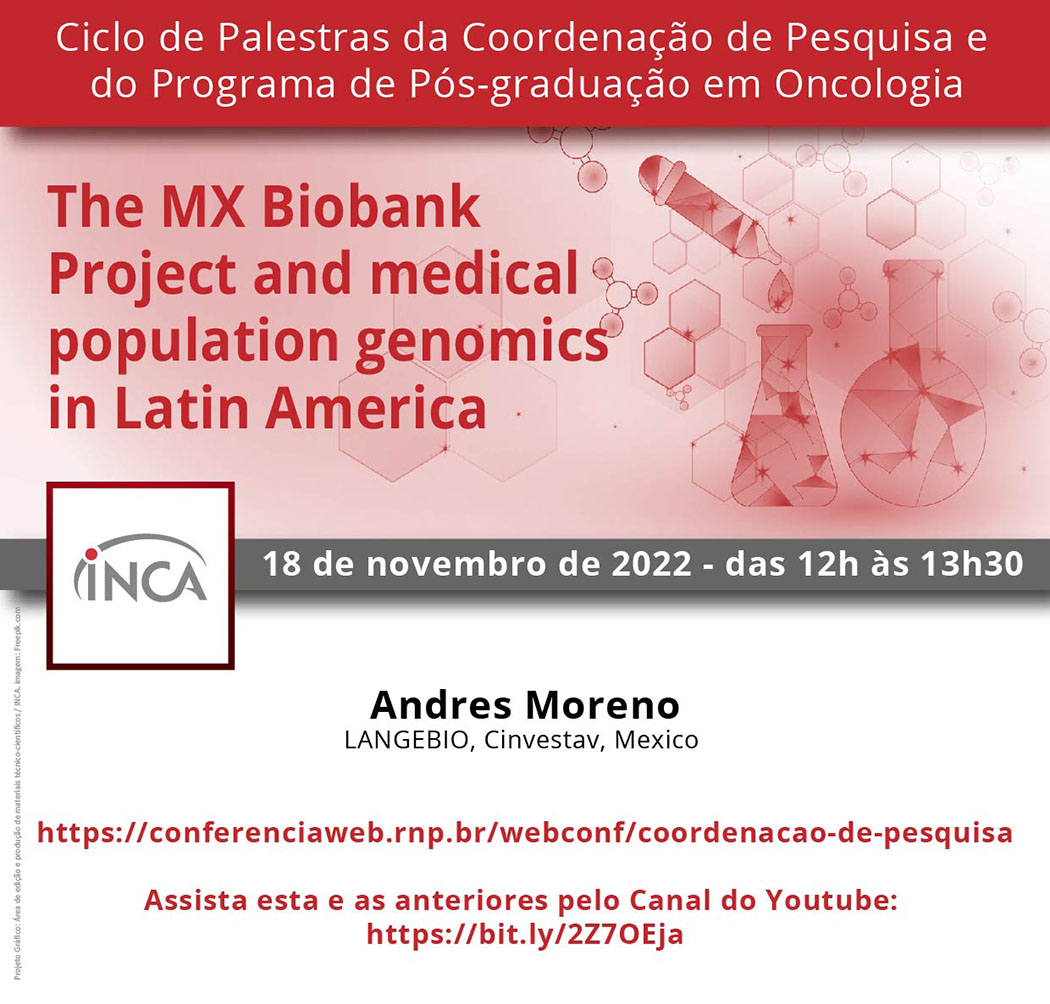 Ciclo de Palestras da Coordenação de Pesquisa e
do Programa de Pós-graduação em Oncologia
The MX Biobank
Project and medical
population genomics
in Latin America
INCA
18 de novembro de 2022 - das 12h às 13h30
Andres Moreno
LANGEBIO, Cinvestav, Mexico
https://conferenciaweb.rnp.br/webconf/coordenacao-de-pesquisa
Assista esta e as anteriores pelo Canal do Youtube:
https://bit.ly/2Z7OEja
Projeto Gráfico: Área de edição e produção de materiais técnico-científicos / INCA. imagem: Freepik.com